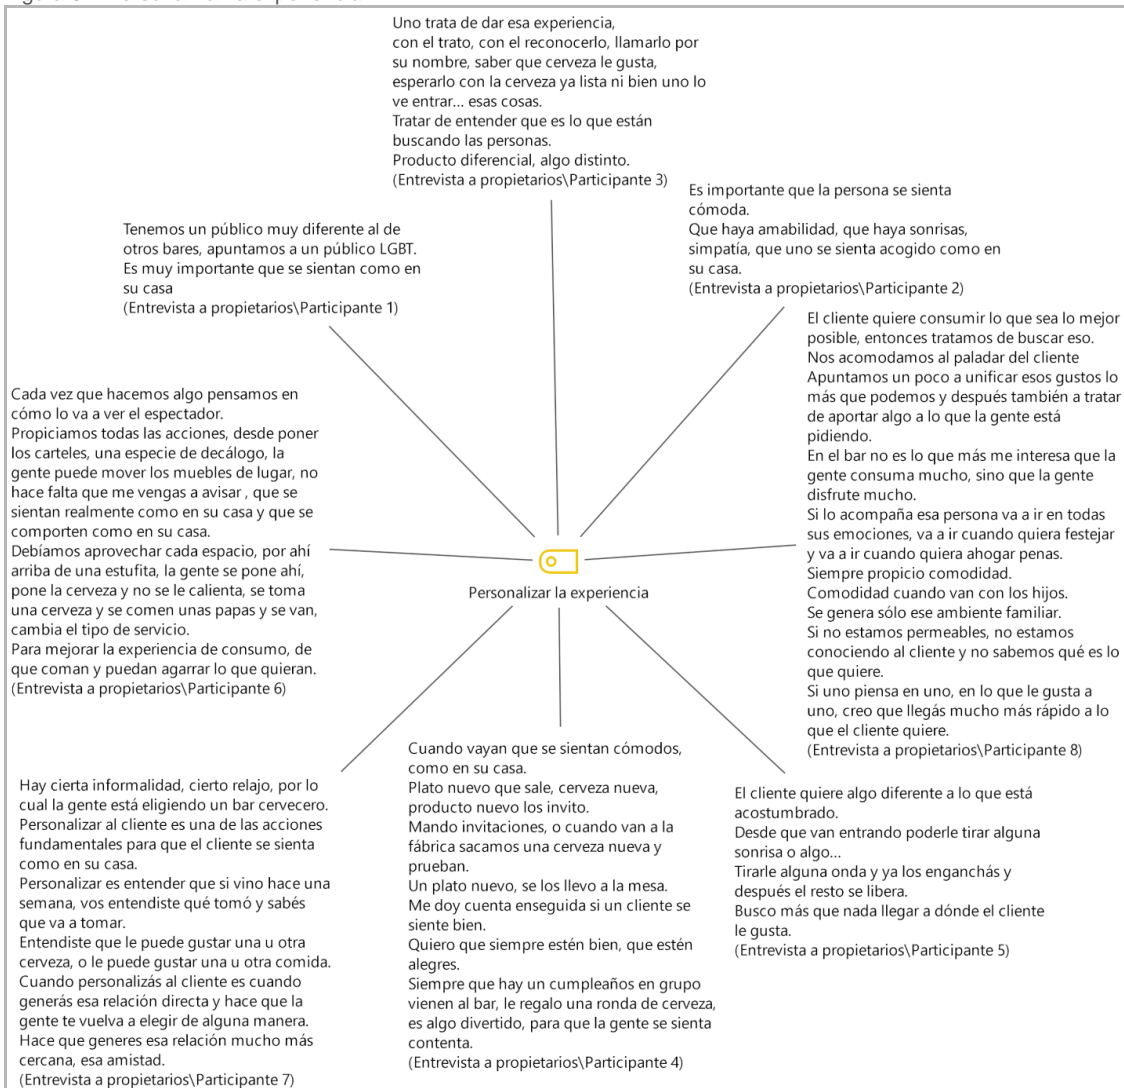 Uno trata de dar esa experiencia,
con el trato, con el reconocerlo, llamarlo por
su nombre, saber que cerveza le gusta,
esperarlo con la cerveza ya lista ni bien uno lo
ve entrar... esas cosas.
Tratar de entender que es lo que están
buscando las personas.
Producto diferencial, algo distinto.
(Entrevista a propietarios\Participante 3)
Es importante que la persona se sienta
cómoda.
Que haya amabilidad, que haya sonrisas,
simpatía, que uno se sienta acogido como en
su casa.
(Entrevista a propietarios\Participante 2)
Tenemos un público muy diferente al de
otros bares, apuntamos a un público LGBT.
Es muy importante que se sientan como en
su casa
(Entrevista a propietarios\Participante 1)
El cliente quiere consumir lo que sea lo mejor
posible, entonces tratamos de buscar eso.
Nos acomodamos al paladar del cliente
Apuntamos un poco a unificar esos gustos lo
más que podemos y después también a tratar
de aportar algo a lo que la gente está
pidiendo.
En el bar no es lo que más me interesa que la
gente consuma mucho, sino que la gente
disfrute mucho.
Si lo acompaña esa persona va a ir en todas
sus emociones, va a ir cuando quiera festejar
y va a ir cuando quiera ahogar penas.
Siempre propicio comodidad.
Comodidad cuando van con los hijos.
Se genera sólo ese ambiente familiar.
Si no estamos permeables, no estamos
conociendo al cliente y no sabemos qué es lo
que quiere.
Si uno piensa en uno, en lo que le gusta a
uno, creo que llegás mucho más rápido a lo
que el cliente quiere.
(Entrevista a propietarios\Participante 8)
Cada vez que hacemos algo pensamos en
cómo lo va a ver el espectador.
Propiciamos todas las acciones, desde poner
los carteles, una especie de decálogo, la
gente puede mover los muebles de lugar, no
hace falta que me vengas a avisar , que se
sientan realmente como en su casa y que se
comporten como en su casa.
Debíamos aprovechar cada espacio, por ahí
arriba de una estufita, la gente se pone ahí,
pone la cerveza y no se le calienta, se toma
una cerveza y se comen unas papas y se van,
cambia el tipo de servicio.
Para mejorar la experiencia de consumo, de
que coman y puedan agarrar lo que quieran.
(Entrevista a propietarios\Participante 6)
Personalizar la experiencia
Hay cierta informalidad, cierto relajo, por lo
cual la gente está eligiendo un bar cervecero.
Personalizar al cliente es una de las acciones
fundamentales para que el cliente se sienta
como en su casa.
Personalizar es entender que si vino hace una
semana, vos entendiste qué tomó y sabés
que va a tomar.
Entendiste que le puede gustar una u otra
cerveza, o le puede gustar una u otra comida.
Cuando personalizás al cliente es cuando
generás esa relación directa y hace que la
gente te vuelva a elegir de alguna manera.
Hace que generes esa relación mucho más
cercana, esa amistad.
(Entrevista a propietarios\Participante 7)
Cuando vayan que se sientan cómodos,
como en su casa.
Plato nuevo que sale, cerveza nueva,
producto nuevo los invito.
Mando invitaciones, o cuando van a la
fábrica sacamos una cerveza nueva y
prueban.
Un plato nuevo, se los llevo a la mesa.
Me doy cuenta enseguida si un cliente se
siente bien.
Quiero que siempre estén bien, que estén
alegres.
Siempre que hay un cumpleaños en grupo
vienen al bar, le regalo una ronda de cerveza,
es algo divertido, para que la gente se sienta
contenta.
(Entrevista a propietarios\Participante 4)
El cliente quiere algo diferente a lo que está
acostumbrado.
Desde que van entrando poderle tirar alguna
sonrisa o algo...
Tirarle alguna onda y ya los enganchás y
después el resto se libera.
Busco más que nada llegar a dónde el cliente
le gusta.
(Entrevista a propietarios\Participante 5)